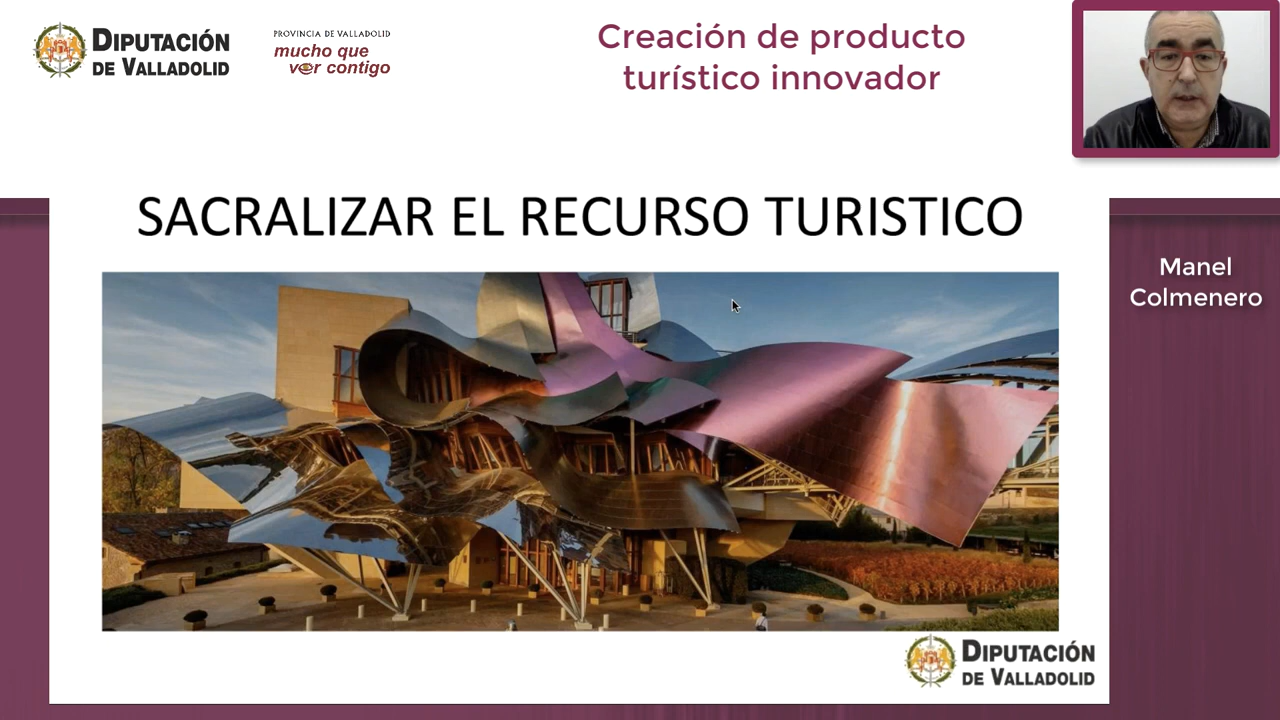 DIPUTACIÓN
DE VALLADOLID
PROVINCIA DE VALLADOLID
mucho que
ver contigo
Creación de producto
turístico innovador
SACRALIZAR EL RECURSO TURISTICO
Manel
Colmenero
DIPUTACIÓN
DE VALLADOLID